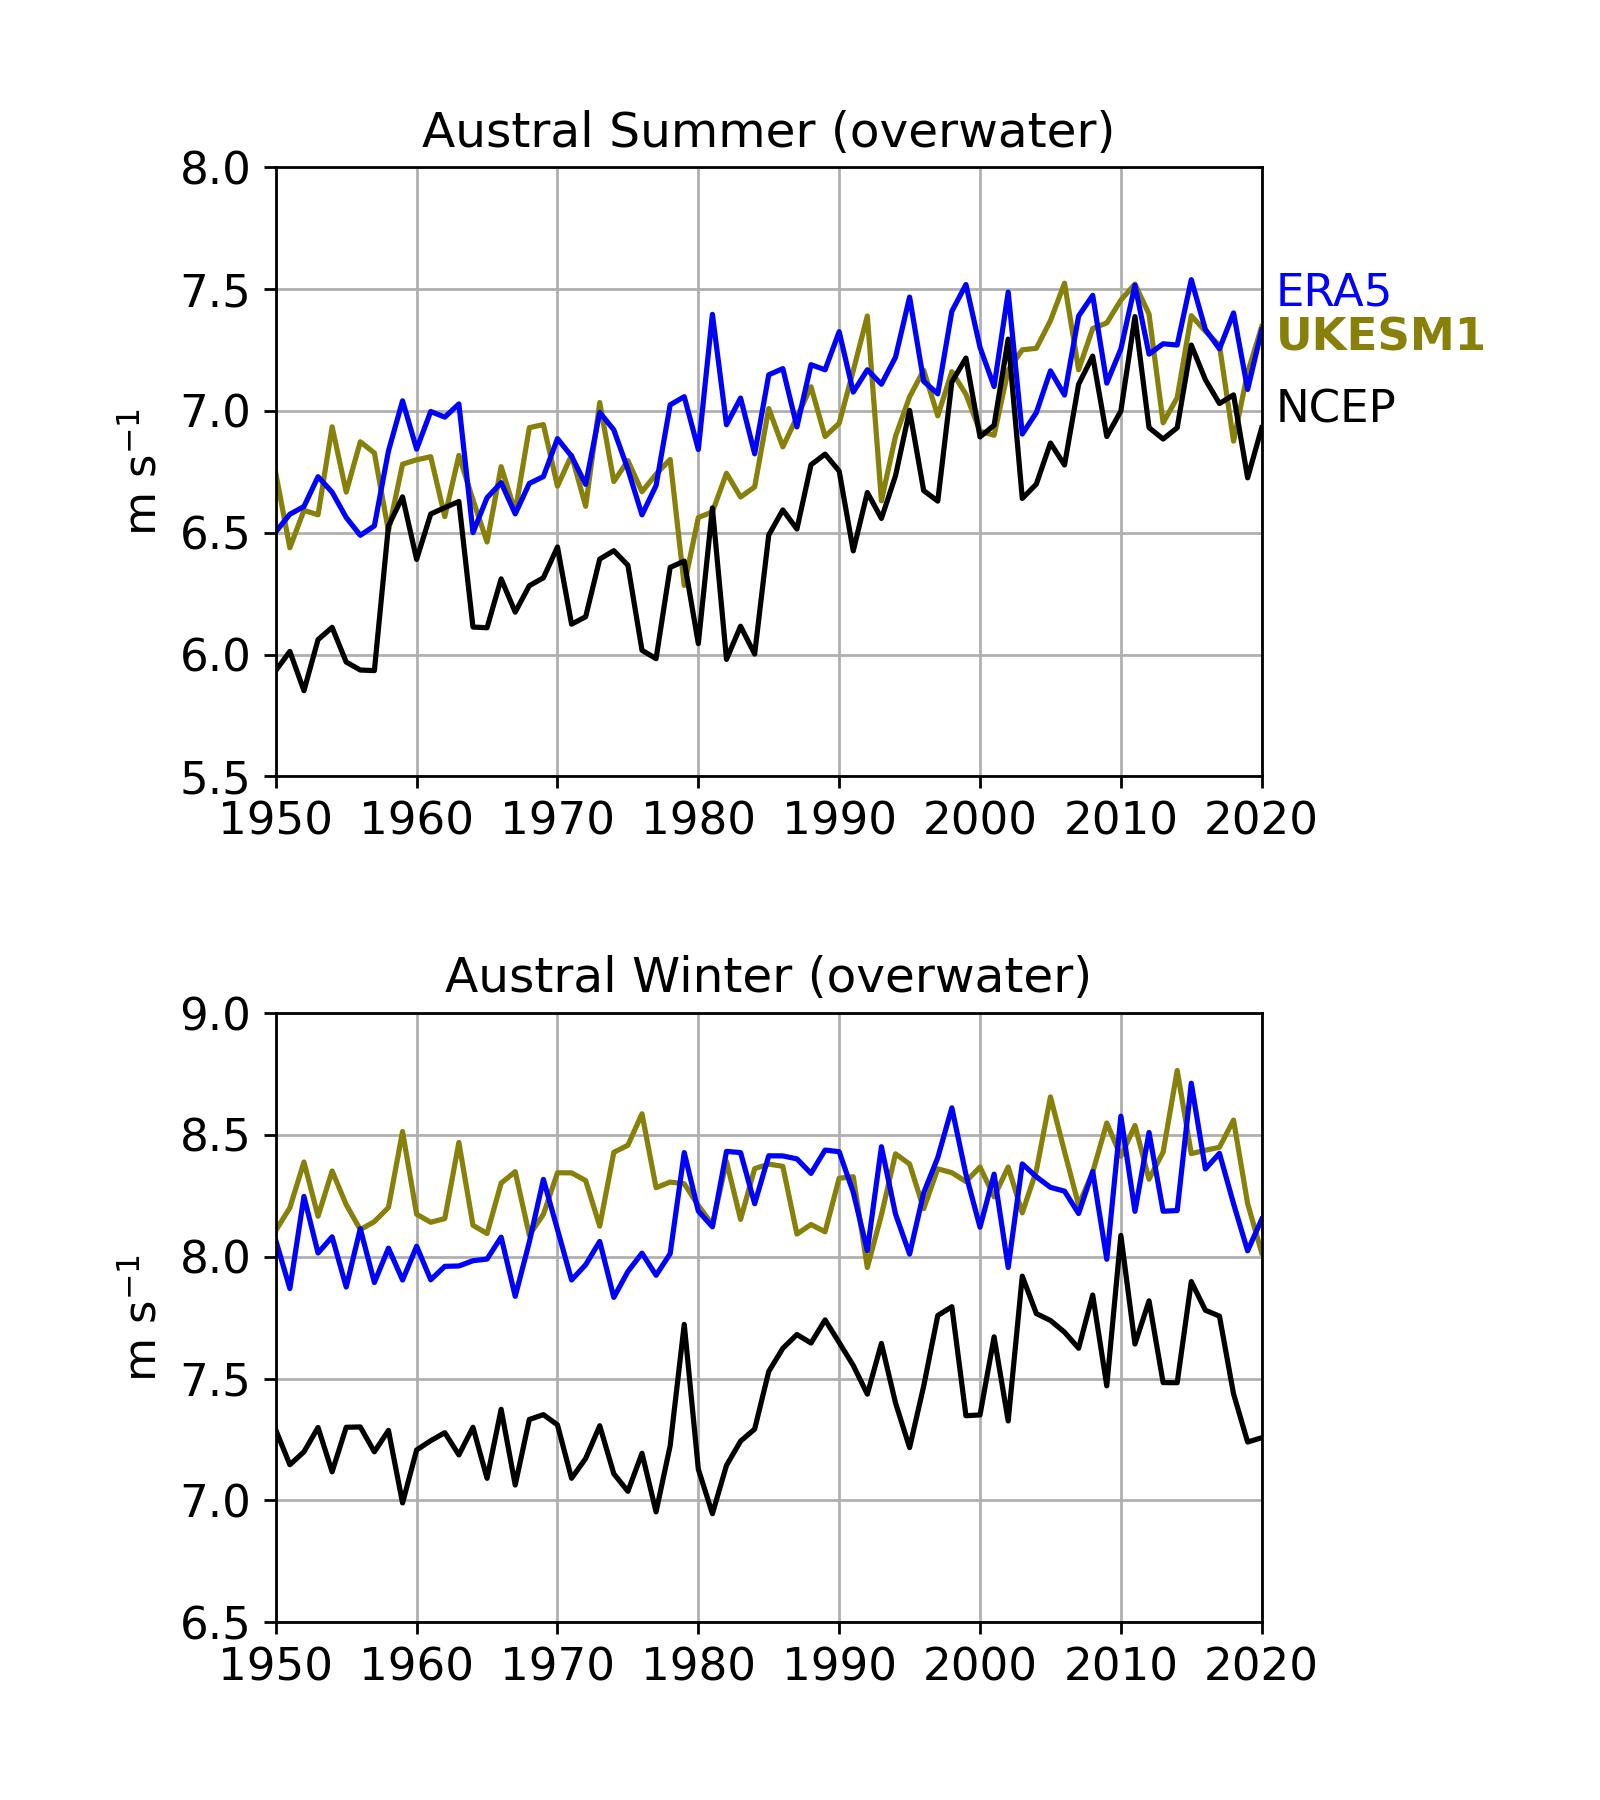 Austral Summer (overwater)
8.0
7.5
7.0
6.5
6.0
5.5
m s⁻¹
1950 1960 1970 1980 1990 2000 2010 2020
ERA5
UKESM1
NCEP
Austral Winter (overwater)
9.0
8.5
8.0
7.5
7.0
6.5
m s⁻¹
1950 1960 1970 1980 1990 2000 2010 2020